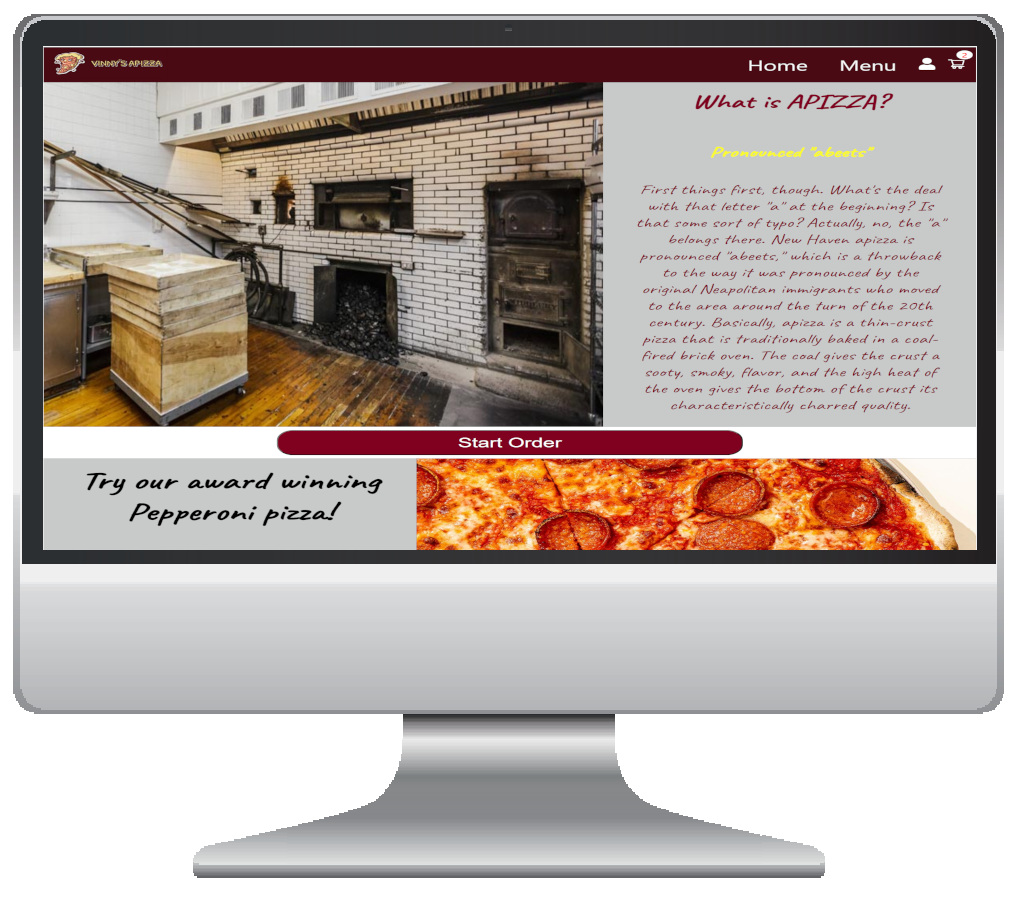 VINNY'S APIZZA
Home Menu
2
What is APIZZA?
Pronounced "abeets"
First things first, though. What's the deal
with that letter "a" at the beginning? Is
that some sort of typo? Actually, no, the "a"
belongs there. New Haven apizza is
pronounced "abeets," which is a throwback
to the way it was pronounced by the
original Neapolitan immigrants who moved
to the area around the turn of the 20th
century. Basically, apizza is a thin-crust
pizza that is traditionally baked in a coal-
fired brick oven. The coal gives the crust a
sooty, smoky, flavor, and the high heat of
the oven gives the bottom of the crust its
characteristically charred quality.
Start Order
Try our award winning
Pepperoni pizza!